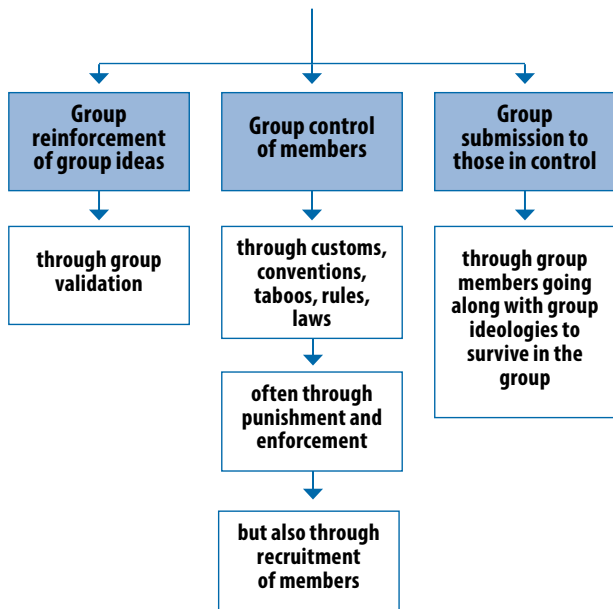 Group
reinforcement
of group ideas
Group control
of members
Group
submission to
those in control
through group
validation
through customs,
conventions,
taboos, rules,
laws
through group
members going
along with group
ideologies to
survive in the
group
often through
punishment and
enforcement
but also through
recruitment
of members